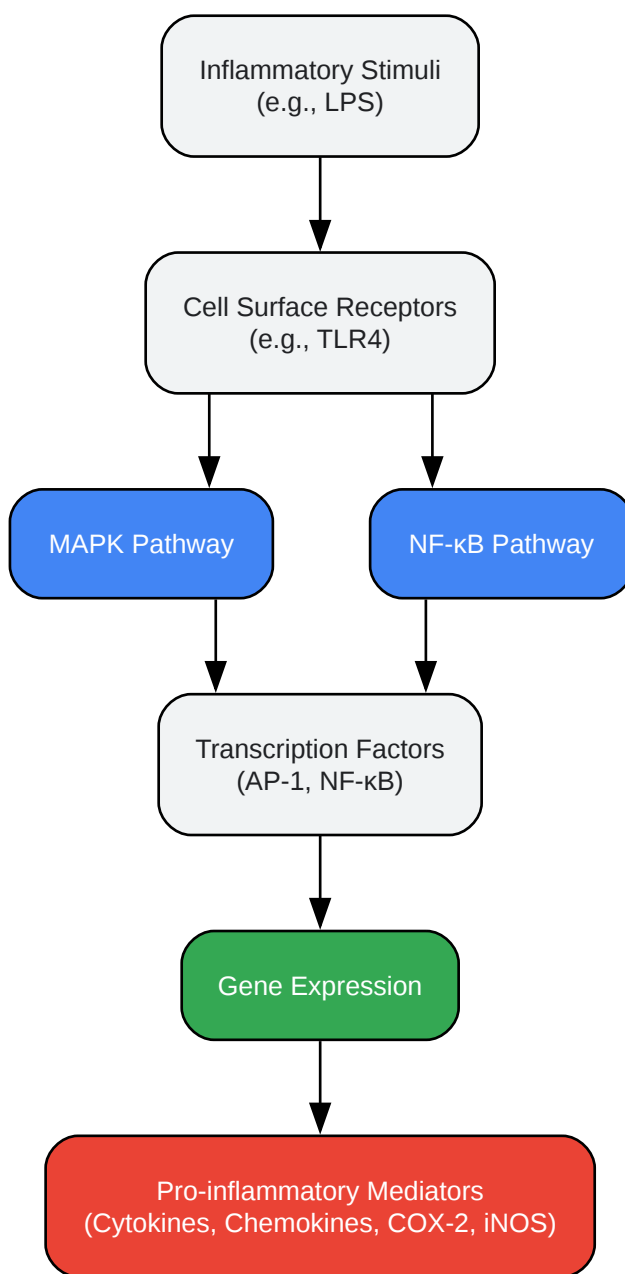 Inflammatory Stimuli
(e.g., LPS)
Cell Surface Receptors
(e.g., TLR4)
MAPK Pathway
NF-κB Pathway
Transcription Factors
(AP-1, NF-κB)
Gene Expression
Pro-inflammatory Mediators
(Cytokines, Chemokines, COX-2, iNOS)